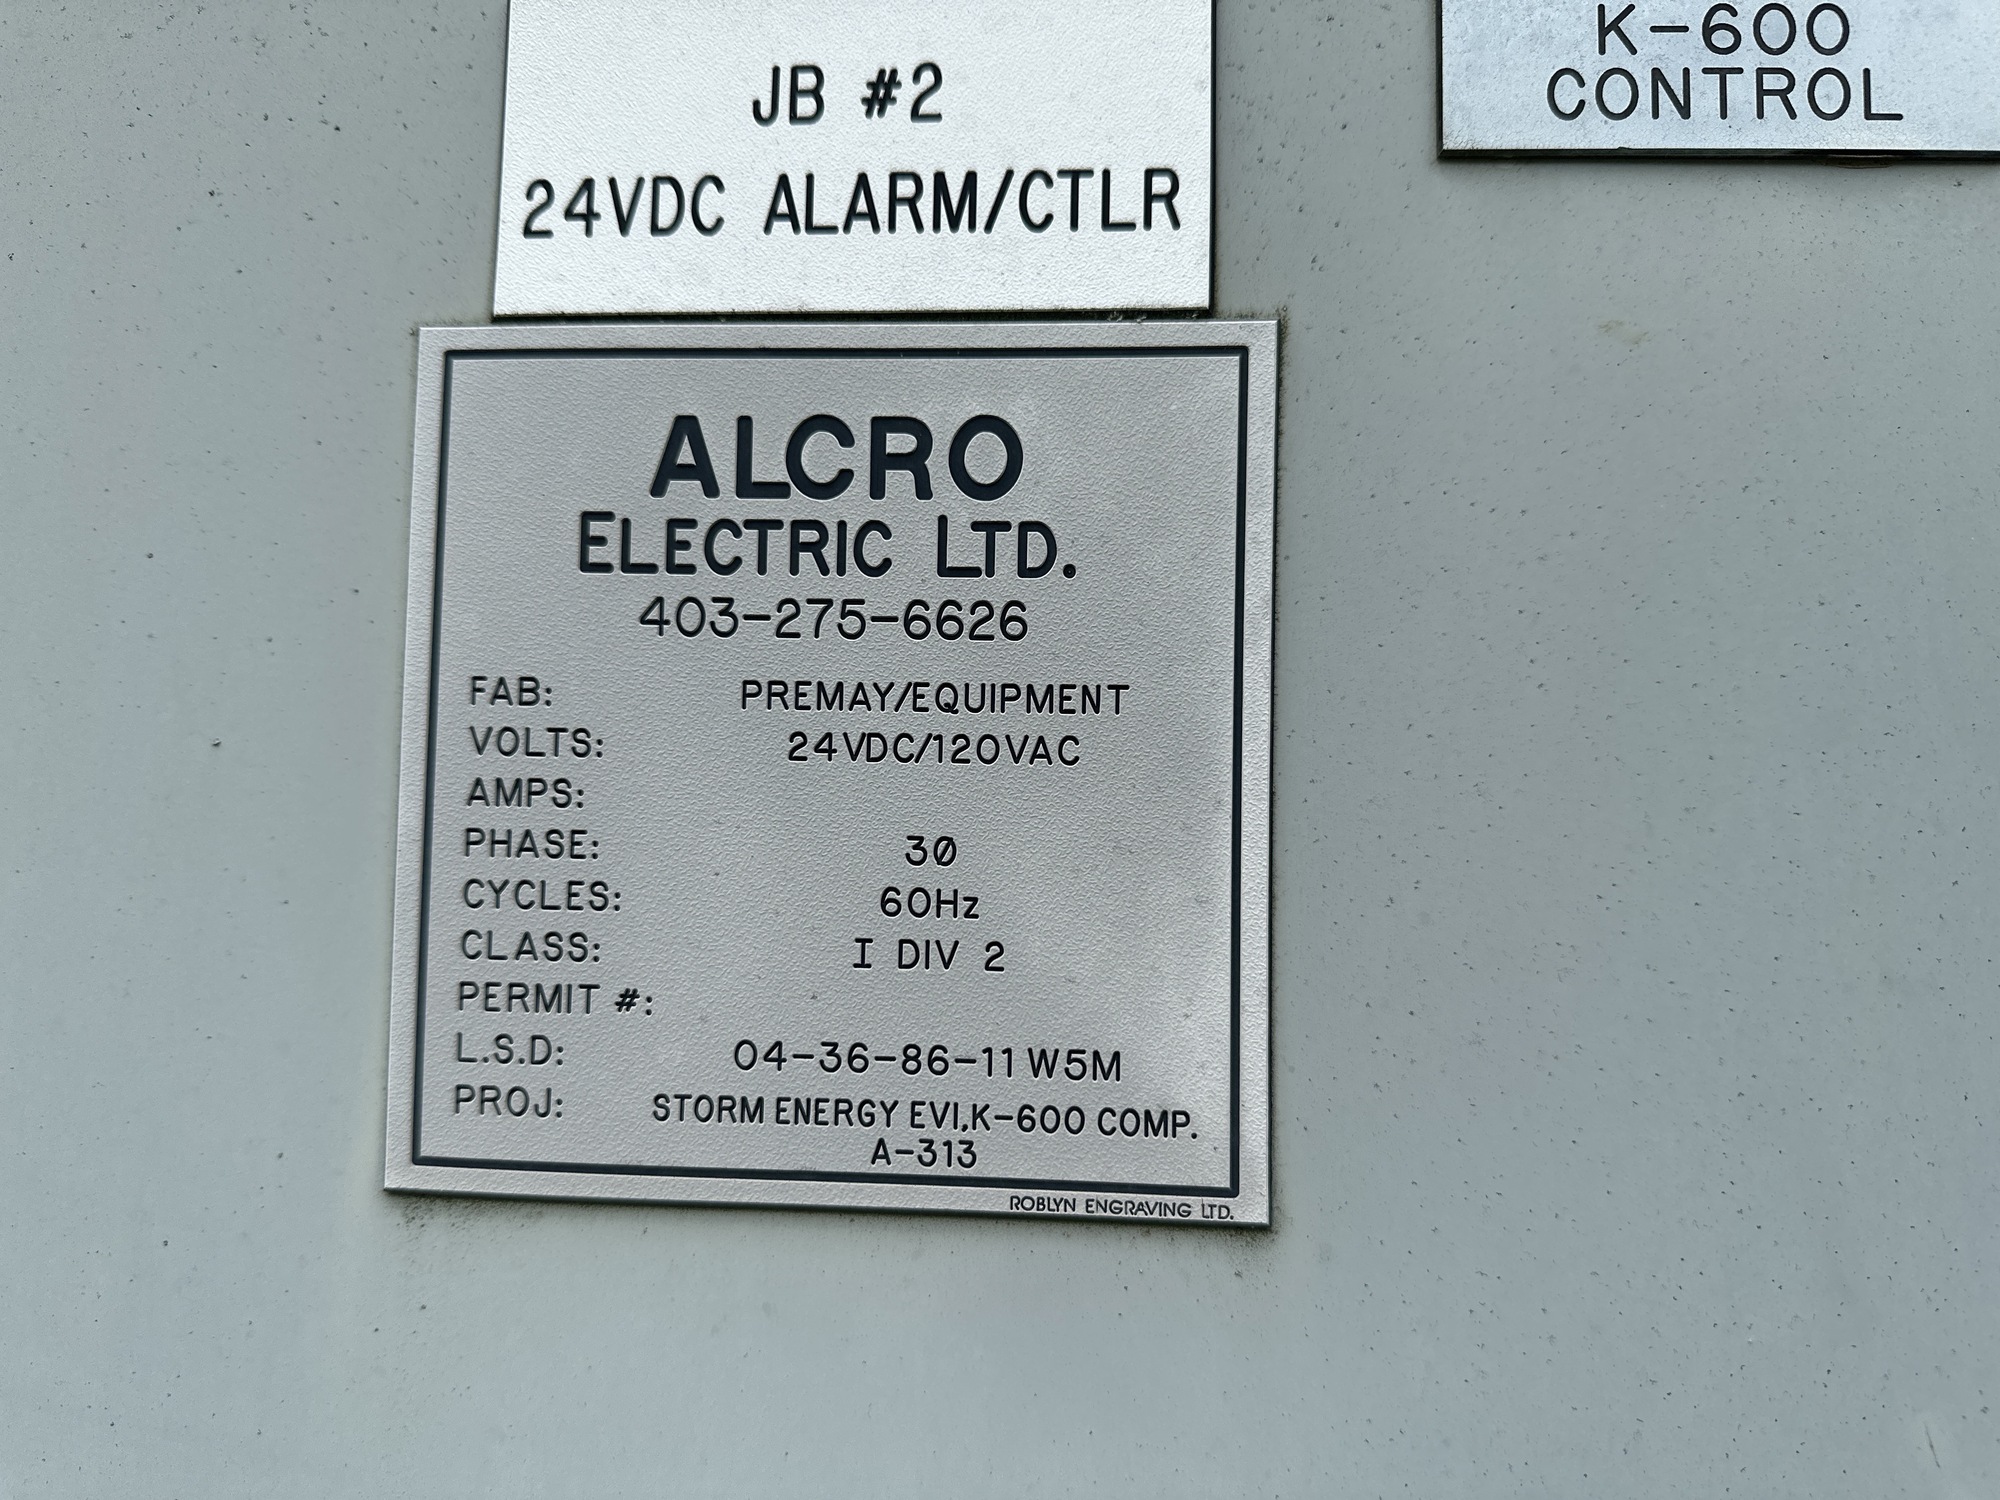 JB #2
24VDC ALARM/CTLR
K-600
CONTROL
ALCRO
ELECTRIC LTD.
403-275-6626
FAB: PREMAY/EQUIPMENT
VOLTS: 24VDC/120VAC
AMPS:
PHASE: 3Ø
CYCLES: 60Hz
CLASS: I DIV 2
PERMIT #:
L.S.D: 04-36-86-11 W5M
PROJ: STORM ENERGY EVI.K-600 COMP.
A-313
ROBLYN ENGRAVING LTD.